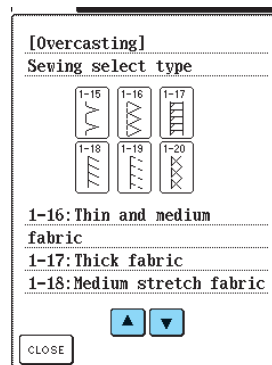 [Overcasting]
Sewing select type
1-15 1-16 1-17
1-18 1-19 1-20
1-16:Thin and medium
fabric
1-17:Thick fabric
1-18:Medium stretch fabric
CLOSE